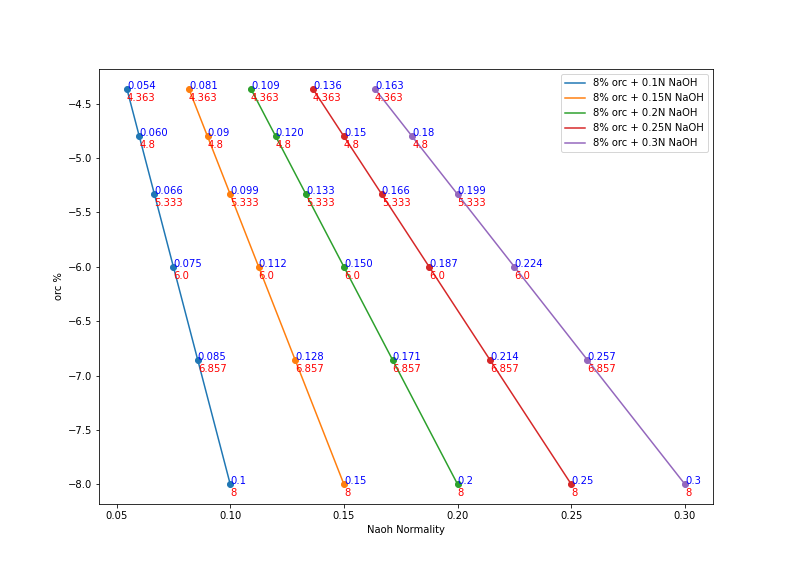 8% orc + 0.1N NaOH
8% orc + 0.15N NaOH
8% orc + 0.2N NaOH
8% orc + 0.25N NaOH
8% orc + 0.3N NaOH
0.054 0.081 0.109 0.136 0.163
4.363 4.363 4.363 4.363 4.363
−4.5
0.060 0.09 0.120 0.15 0.18
4.8 4.8 4.8 4.8 4.8
−5.0
0.066 0.099 0.133 0.166 0.199
5.333 5.333 5.333 5.333 5.333
−5.5
0.075 0.112 0.150 0.187 0.224
−6.0
6.0 6.0 6.0 6.0 6.0
orc %
−6.5
0.085 0.128 0.171 0.214 0.257
6.857 6.857 6.857 6.857 6.857
−7.0
−7.5
0.1 0.15 0.2 0.25 0.3
−8.0
8 8 8 8 8
0.05 0.10 0.15 0.20 0.25 0.30
Naoh Normality